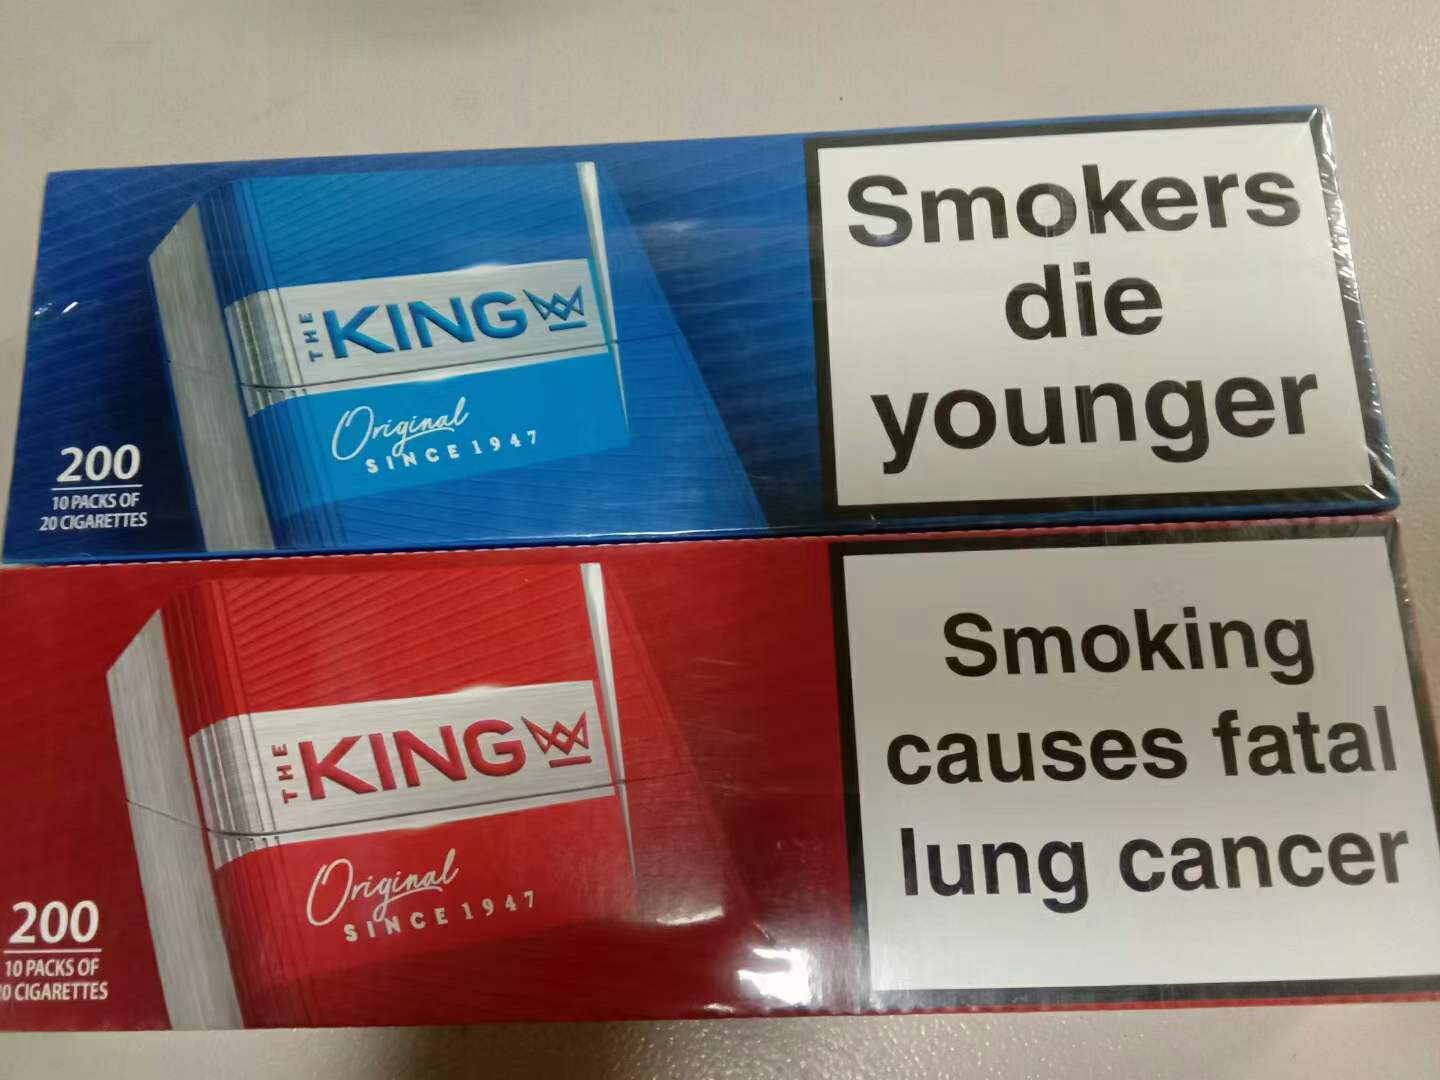 THE KING
Original
SINCE 1947
200
10 PACKS OF
20 CIGARETTES
Smokers
die
younger
THE KING
Original
SINCE 1947
200
10 PACKS OF
0 CIGARETTES
Smoking
causes fatal
lung cancer